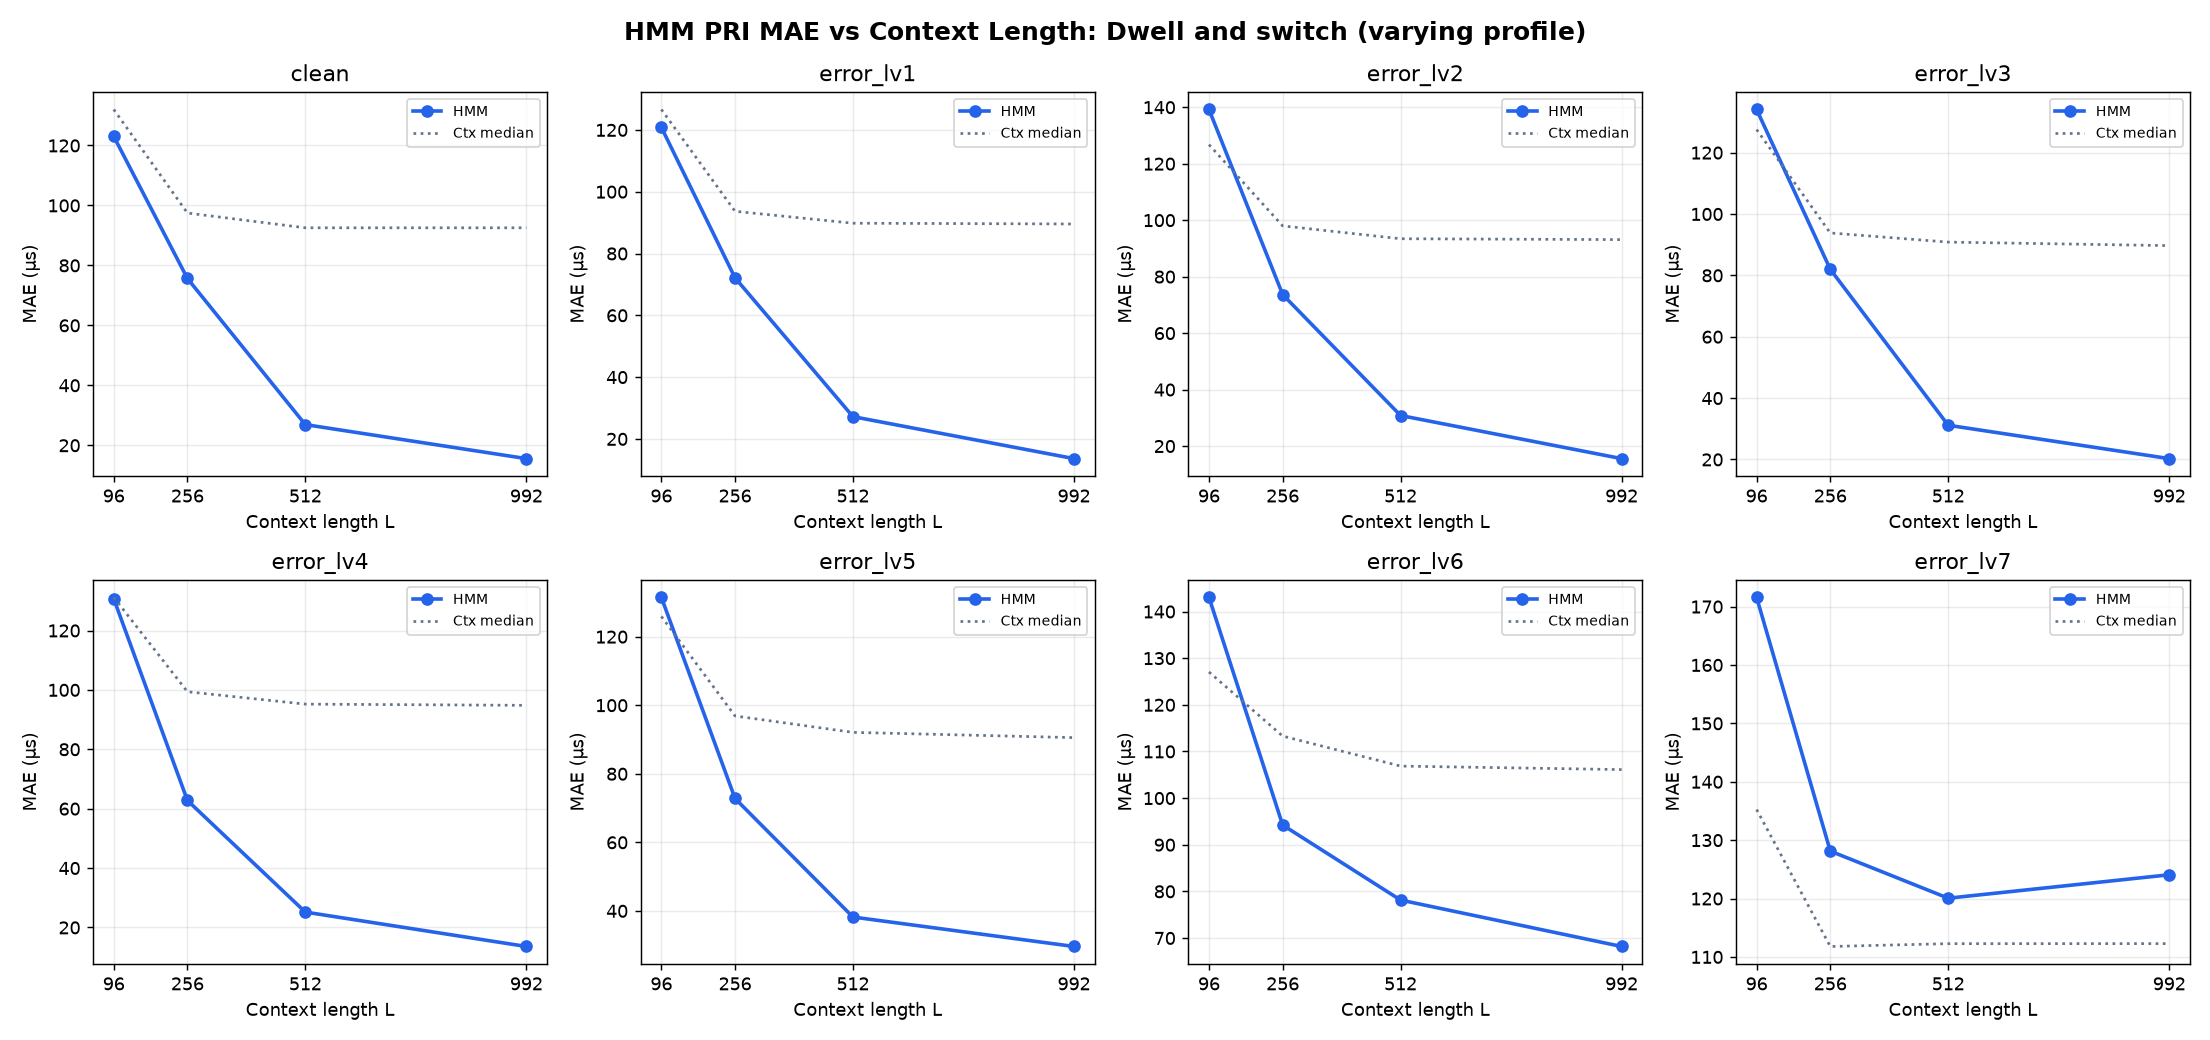 HMM PRI MAE vs Context Length: Dwell and switch (varying profile)
clean
HMM
Ctx median
120
100
80
60
40
20
MAE (µs)
96 256 512 992
Context length L
error_lv1
HMM
Ctx median
120
100
80
60
40
20
MAE (µs)
96 256 512 992
Context length L
error_lv2
HMM
Ctx median
140
120
100
80
60
40
20
MAE (µs)
96 256 512 992
Context length L
error_lv3
HMM
Ctx median
120
100
80
60
40
20
MAE (µs)
96 256 512 992
Context length L
error_lv4
HMM
Ctx median
120
100
80
60
40
20
MAE (µs)
96 256 512 992
Context length L
error_lv5
HMM
Ctx median
120
100
80
60
40
MAE (µs)
96 256 512 992
Context length L
error_lv6
HMM
Ctx median
140
130
120
110
100
90
80
70
MAE (µs)
96 256 512 992
Context length L
error_lv7
HMM
Ctx median
170
160
150
140
130
120
110
MAE (µs)
96 256 512 992
Context length L